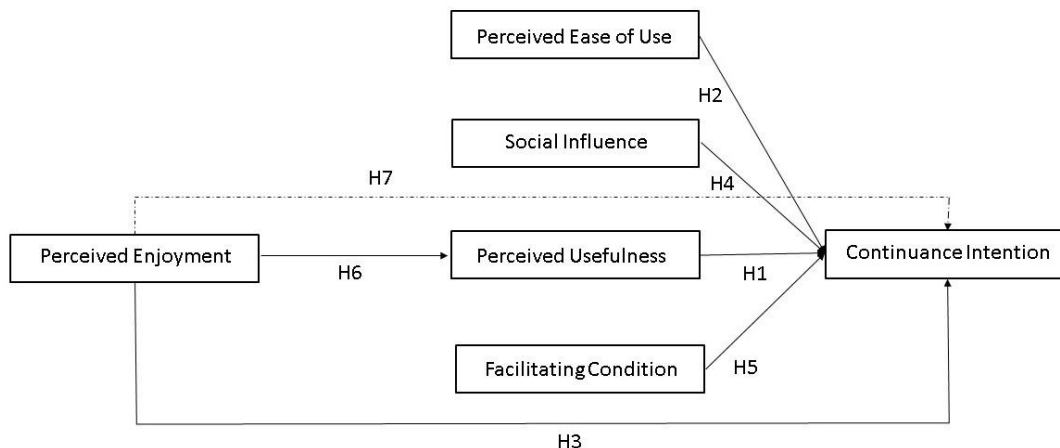 Perceived Ease of Use
H2
Social Influence
H7
H4
Perceived Enjoyment
H6
Perceived Usefulness
H1
Continuance Intention
Facilitating Condition
H5
H3